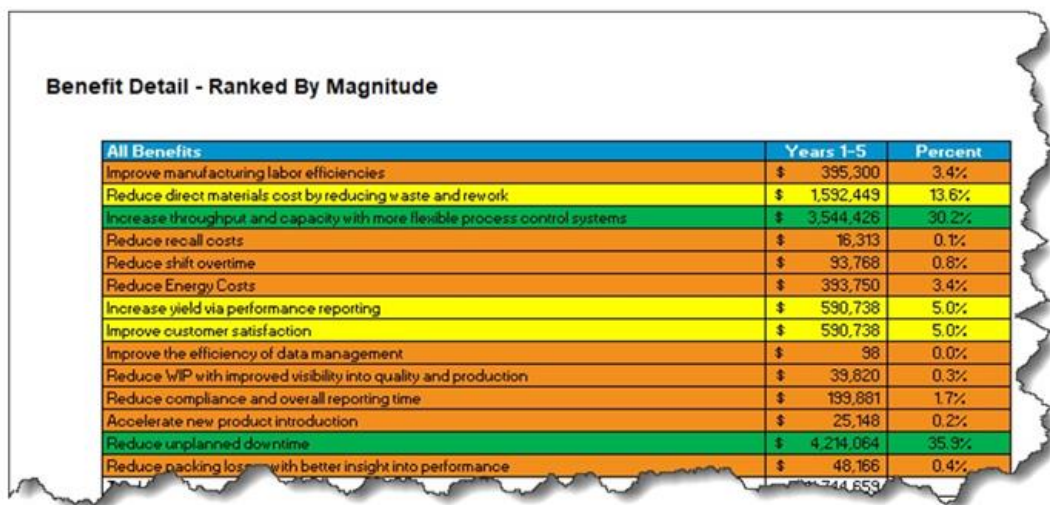 Benefit Detail - Ranked By Magnitude
All Benefits Years 1-5 Percent
Improve manufacturing labor efficiencies $ 395,300 3.4%
Reduce direct materials cost by reducing waste and rework $ 1,592,449 13.6%
Increase throughput and capacity with more flexible process control systems $ 3,544,426 30.2%
Reduce recall costs $ 16,313 0.1%
Reduce shift overtime $ 93,768 0.8%
Reduce Energy Costs $ 393,750 3.4%
Increase yield via performance reporting $ 590,738 5.0%
Improve customer satisfaction $ 590,738 5.0%
Improve the efficiency of data management $ 98 0.0%
Reduce WIP with improved visibility into quality and production $ 39,820 0.3%
Reduce compliance and overall reporting time $ 199,881 1.7%
Accelerate new product introduction $ 25,148 0.2%
Reduce unplanned downtime $ 4,214,064 35.9%
Reduce packing with better insight into performance $ 48,166 0.4%